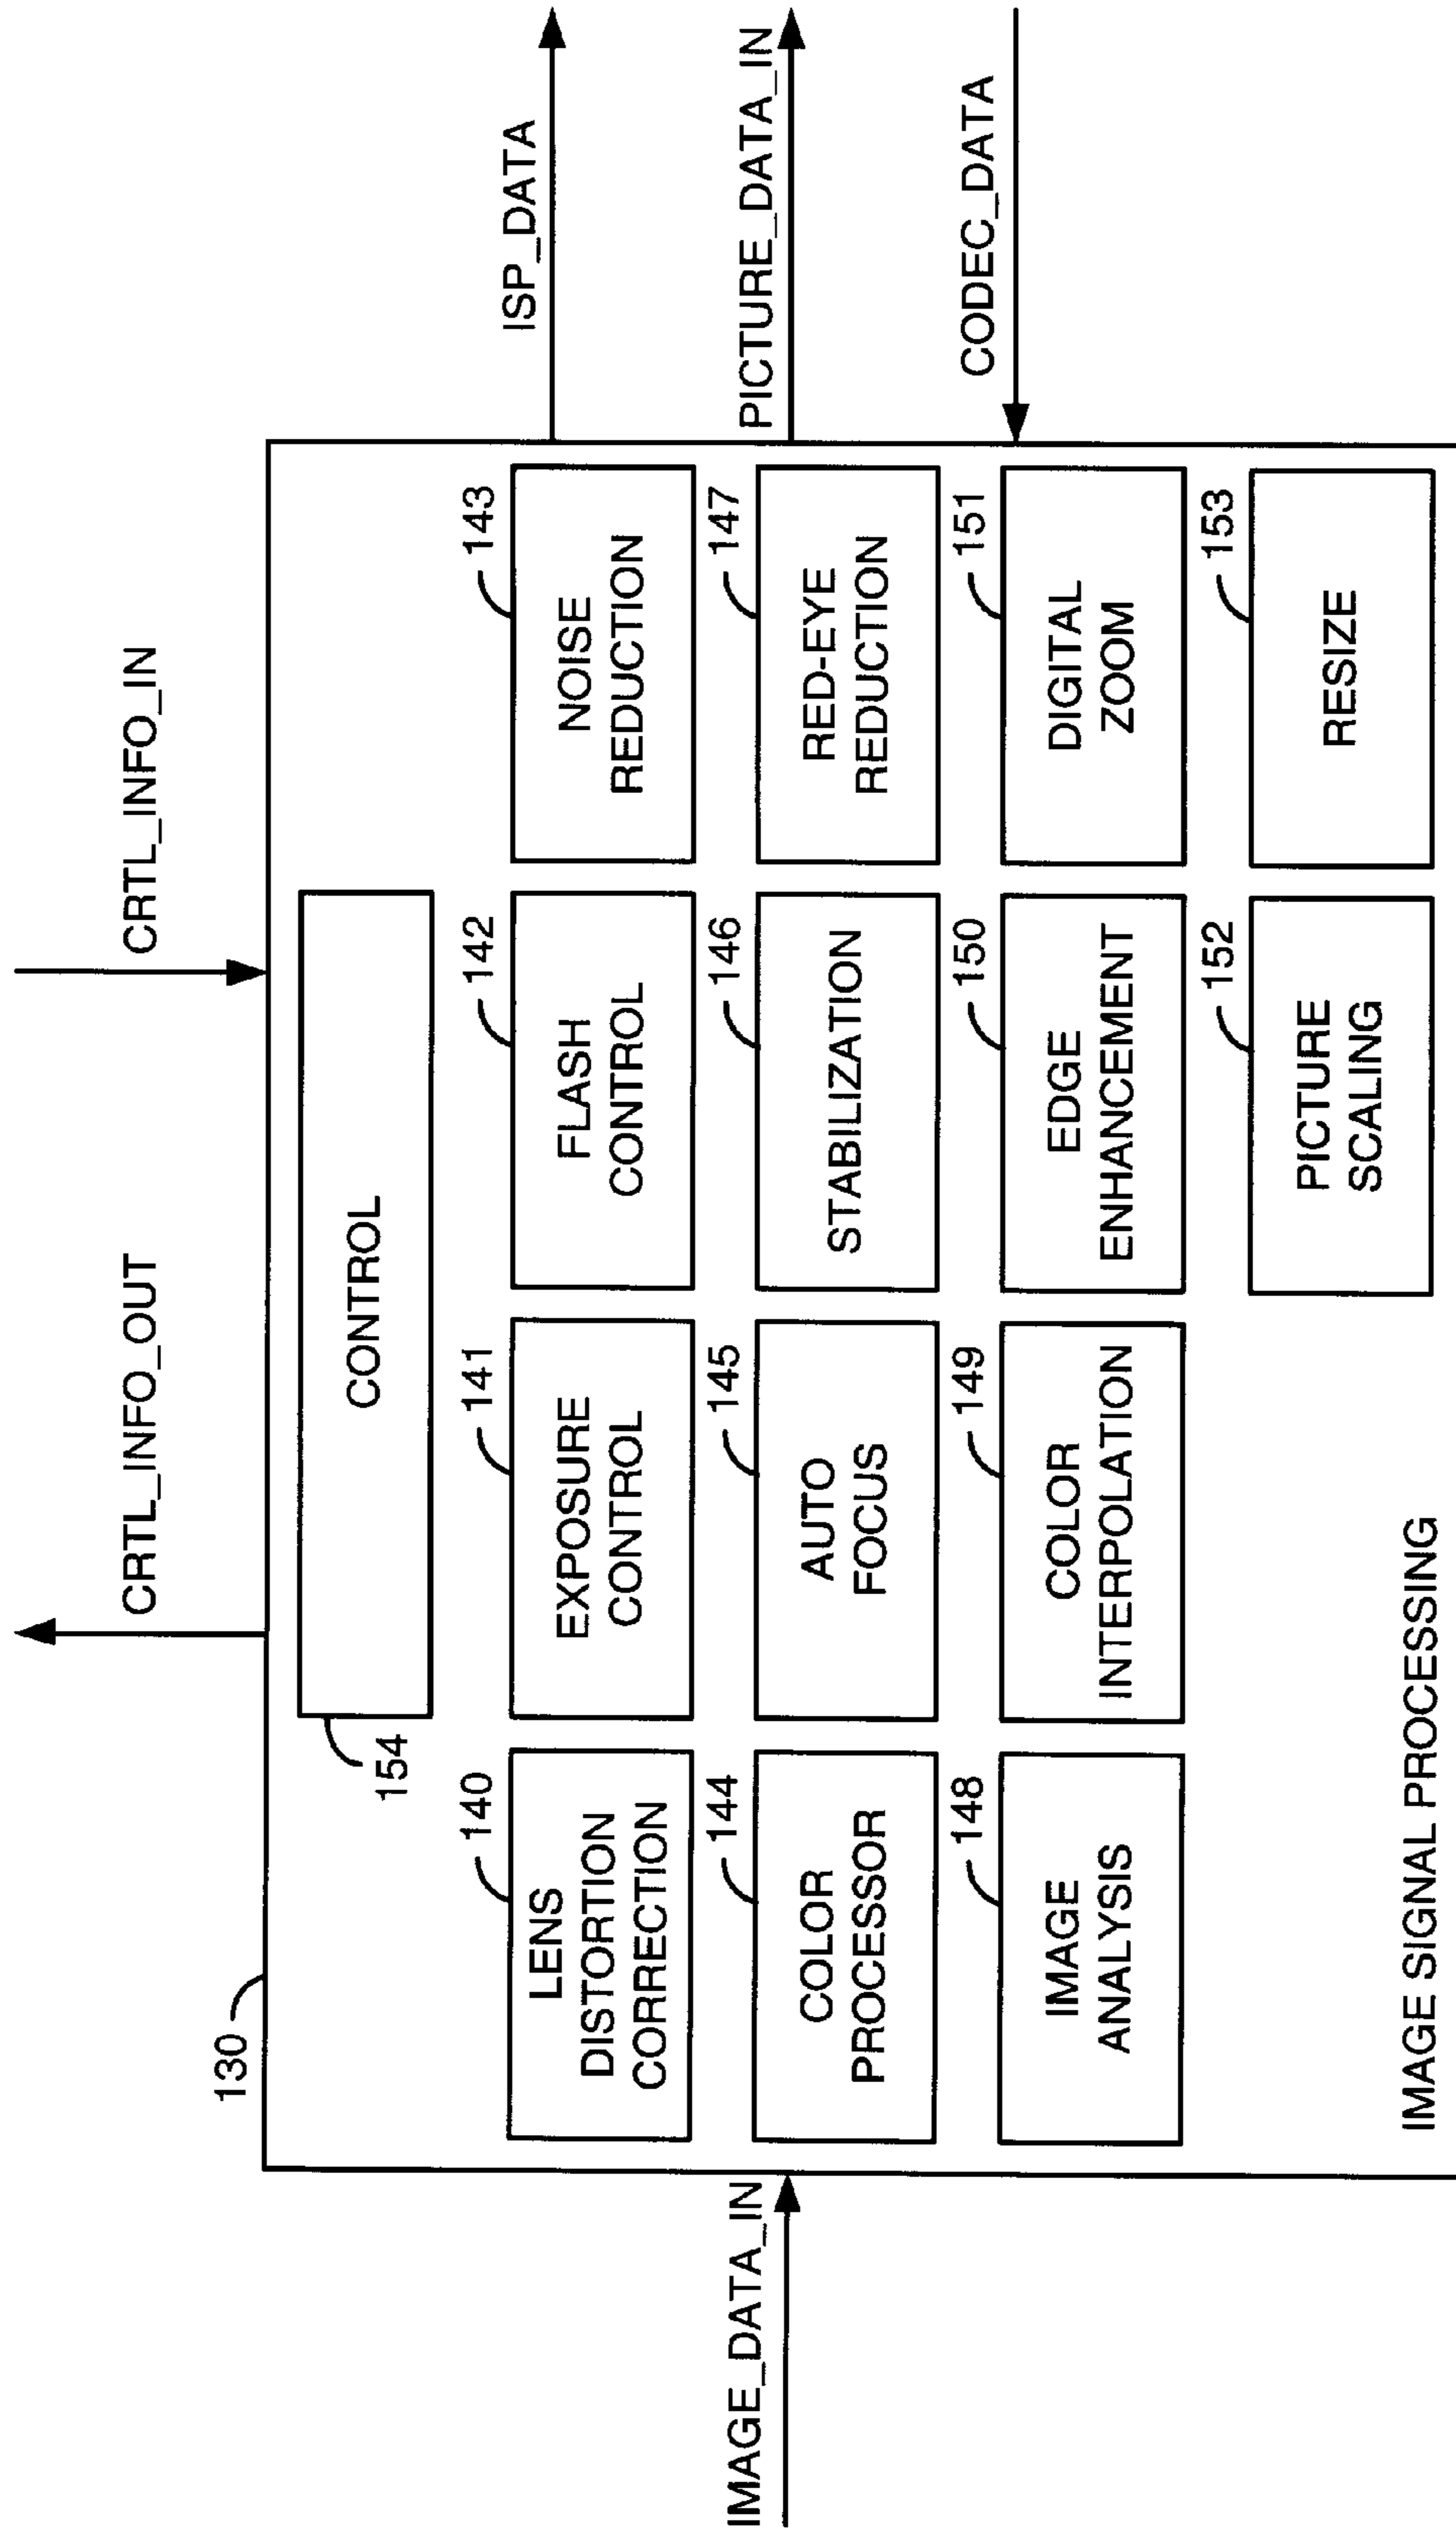 CRTL_INFO_OUT
CRTL_INFO_IN
130
CONTROL
154
140
LENS
DISTORTION
CORRECTION
141
EXPOSURE
CONTROL
142
FLASH
CONTROL
143
NOISE
REDUCTION
ISP_DATA
IMAGE_DATA_IN
144
COLOR
PROCESSOR
145
AUTO
FOCUS
146
STABILIZATION
147
RED-EYE
REDUCTION
PICTURE_DATA_IN
148
IMAGE
ANALYSIS
149
COLOR
INTERPOLATION
150
EDGE
ENHANCEMENT
151
DIGITAL
ZOOM
CODEC_DATA
152
PICTURE
SCALING
153
RESIZE
IMAGE SIGNAL PROCESSING